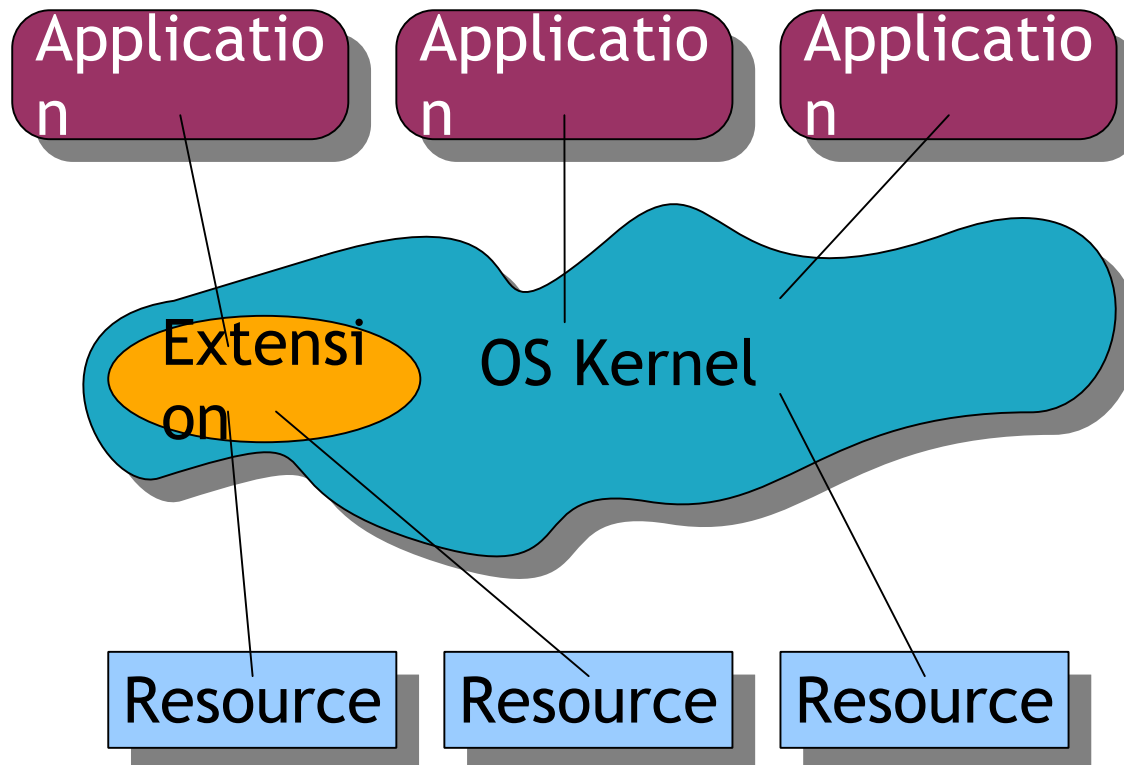 Applicatio
n
Applicatio
n
Applicatio
n
Extensi
on
OS Kernel
Resource
Resource
Resource